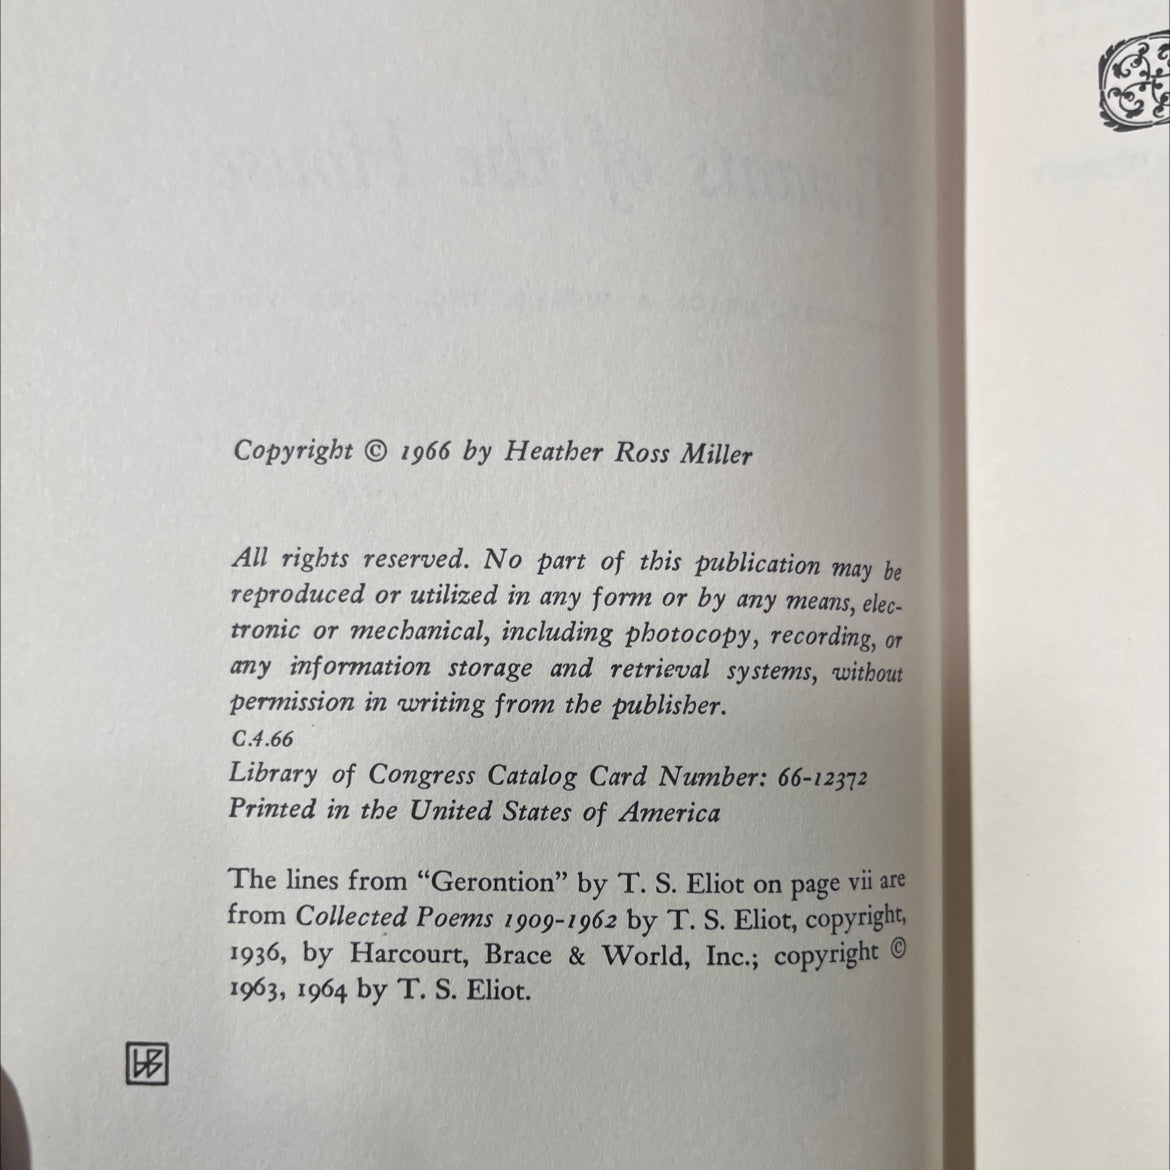 Copyright © 1966 by Heather Ross Miller
All rights reserved. No part of this publication may be
reproduced or utilized in any form or by any means, elec-
tronic or mechanical, including photocopy, recording, or
any information storage and retrieval systems, without
permission in writing from the publisher.
C.4.66
Library of Congress Catalog Card Number: 66-12372
Printed in the United States of America
The lines from “Gerontion” by T. S. Eliot on page vii are
from Collected Poems 1909-1962 by T. S. Eliot, copyright,
1936, by Harcourt, Brace & World, Inc.; copyright ©
1963, 1964 by T. S. Eliot.